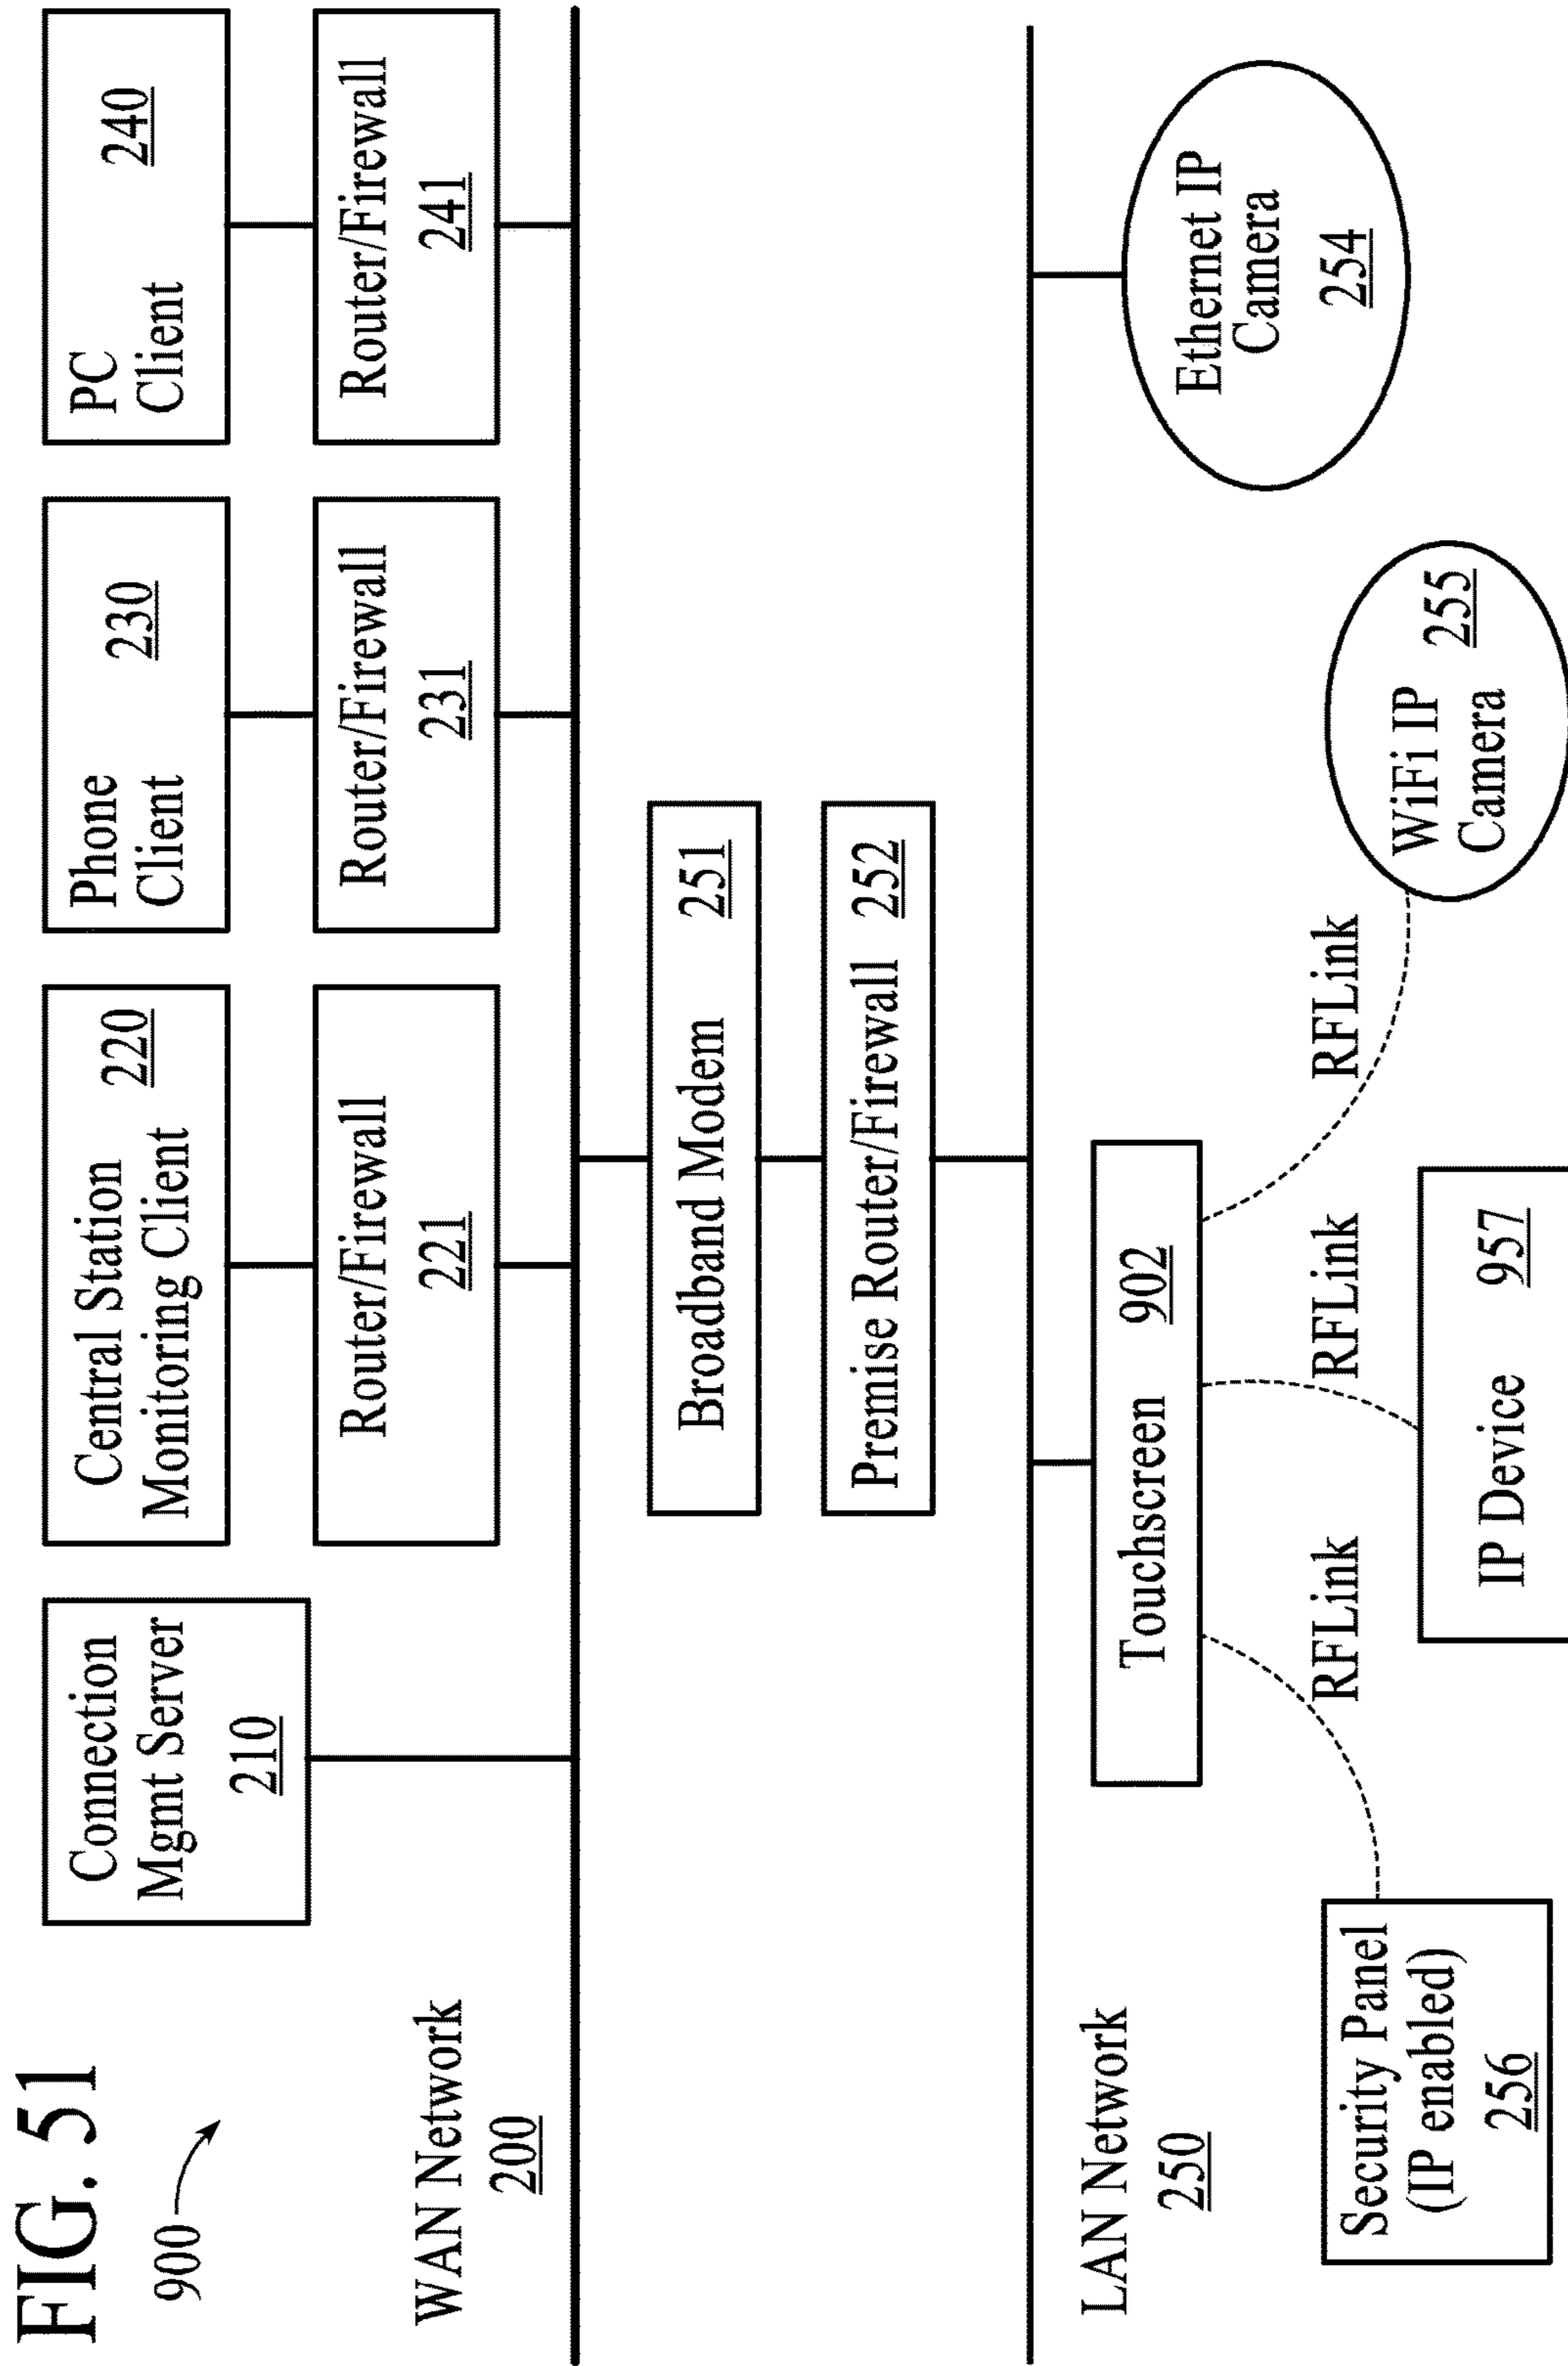 FIG. 51
900
Connection
Mgmt Server
210
Central Station
Monitoring Client
220
Phone
Client
230
PC
Client
240
Router/Firewall
221
Router/Firewall
231
Router/Firewall
241
WAN Network
200
Broadband Modem 251
Premise Router/Firewall 252
LAN Network
250
Touchscreen 902
Ethernet IP
Camera
254
RFLink
RFLink
RFLink
Security Panel
(IP enabled)
256
IP Device 957
WiFi IP
Camera
255